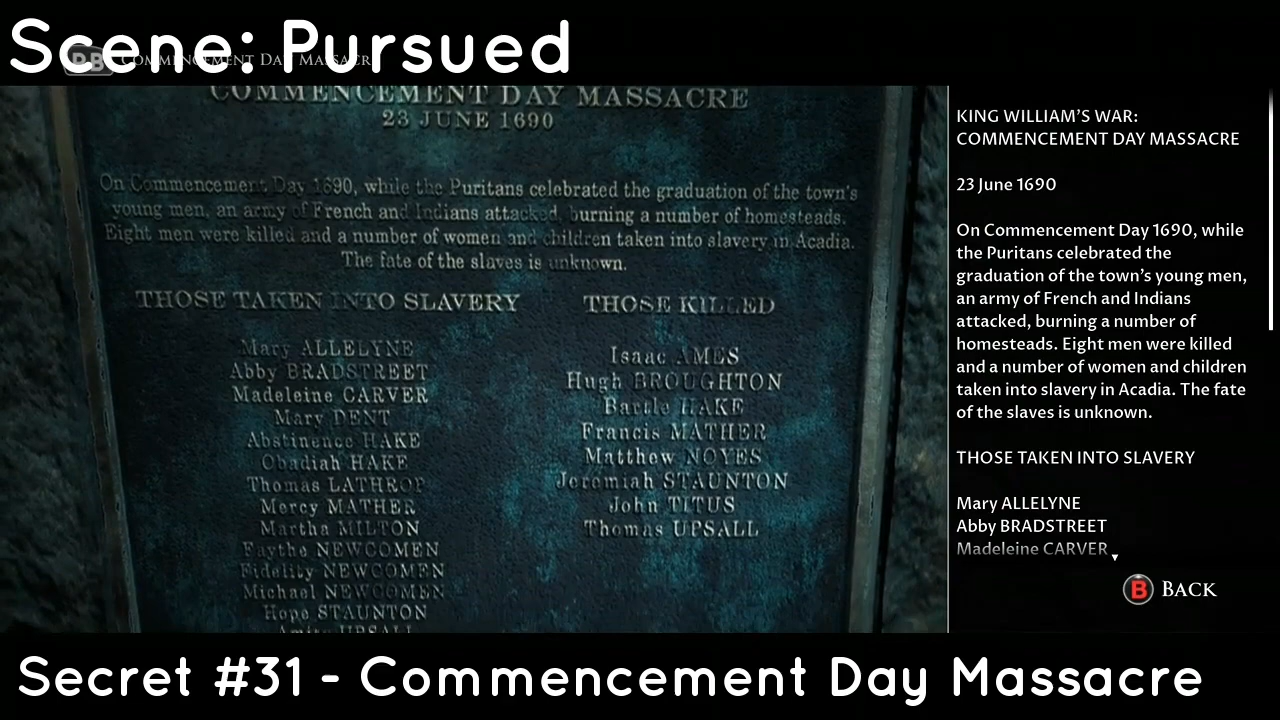 Scene: Pursued
RB COMMENCEMENT DAY MASSACR
COMMENCEMENT DAY MASSACRE
23 JUNE 1690
On Commencement Day 1690, while the Puritans celebrated the graduation of the town's
young men, an army of French and Indians attacked, burning a number of homesteads.
Eight men were killed and a number of women and children taken into slavery in Acadia.
The fate of the slaves is unknown.
THOSE TAKEN INTO SLAVERY
Mary ALLELYNE
Abby BRADSTREET
Madeleine CARVER
Mary DENT
Abstinence HAKE
Obadiah HAKE
Thomas LATHROP
Mercy MATHER
Martha MILTON
Faythe NEWCOMEN
Fidelity NEWCOMEN
Michael NEWCOMEN
Hope STAUNTON
Amity UPSALL
THOSE KILLED
Isaac AMES
Hugh BROUGHTON
Bartle HAKE
Francis MATHER
Matthew NOYES
Jeremiah STAUNTON
John TITUS
Thomas UPSALL
KING WILLIAM'S WAR:
COMMENCEMENT DAY MASSACRE
23 June 1690
On Commencement Day 1690, while
the Puritans celebrated the
graduation of the town's young men,
an army of French and Indians
attacked, burning a number of
homesteads. Eight men were killed
and a number of women and children
taken into slavery in Acadia. The fate
of the slaves is unknown.
THOSE TAKEN INTO SLAVERY
Mary ALLELYNE
Abby BRADSTREET
Madeleine CARVER
B BACK
Secret #31 - Commencement Day Massacre